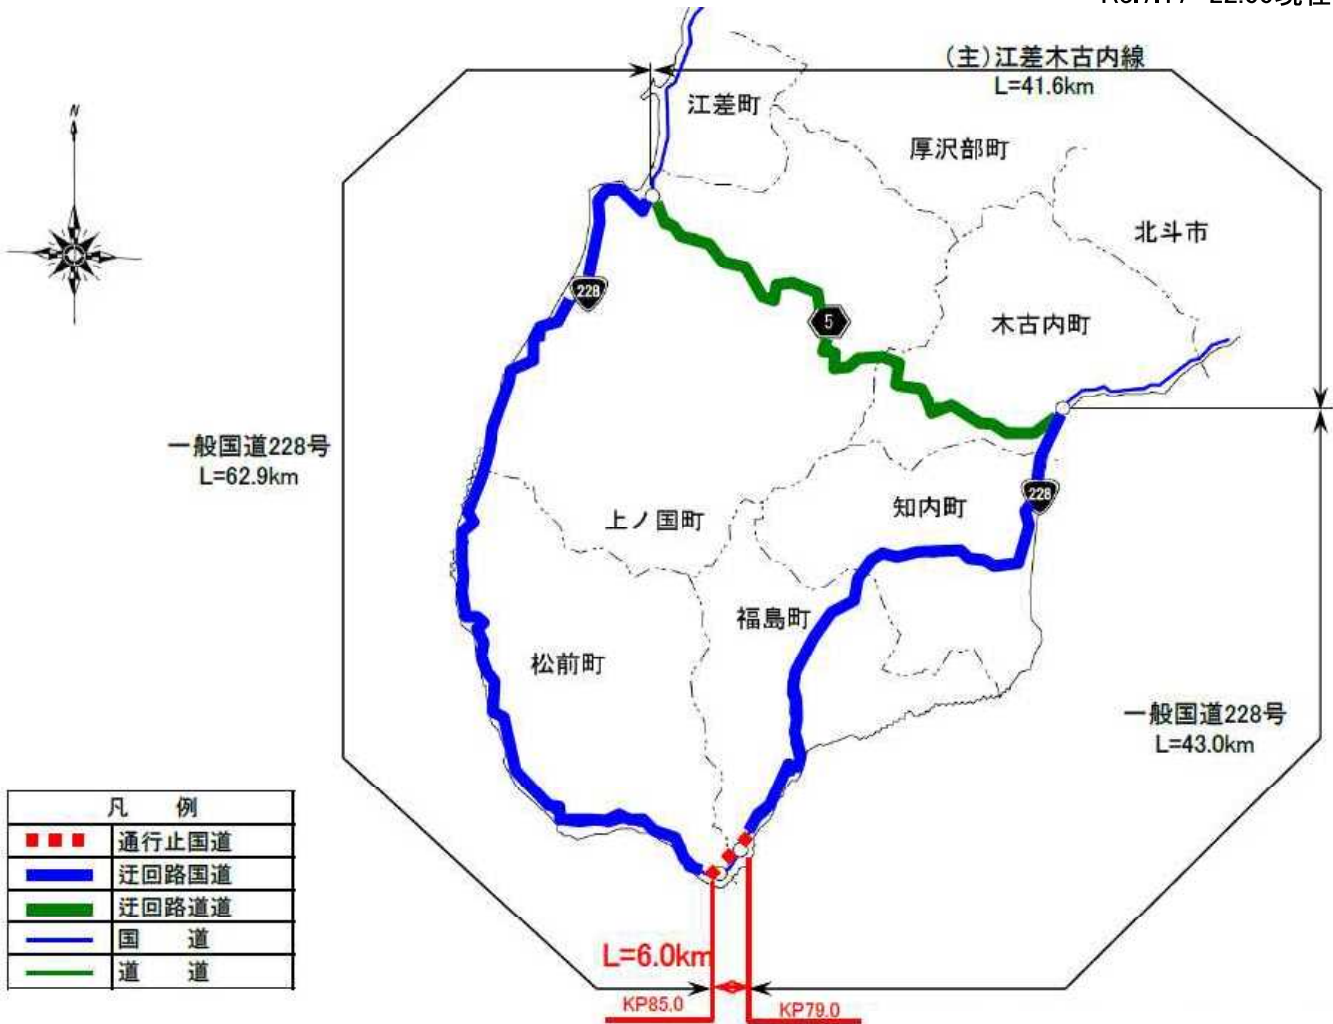 (主)江差木古内線
L=41.6km
N
江差町
厚沢部町
北斗市
228
5
木古内町
一般国道228号
L=62.9km
228
上ノ国町
知内町
福島町
松前町
一般国道228号
L=43.0km
凡 例
通行止国道
迂回路国道
迂回路道道
国 道
道 道
L=6.0km
KP85.0
KP79.0